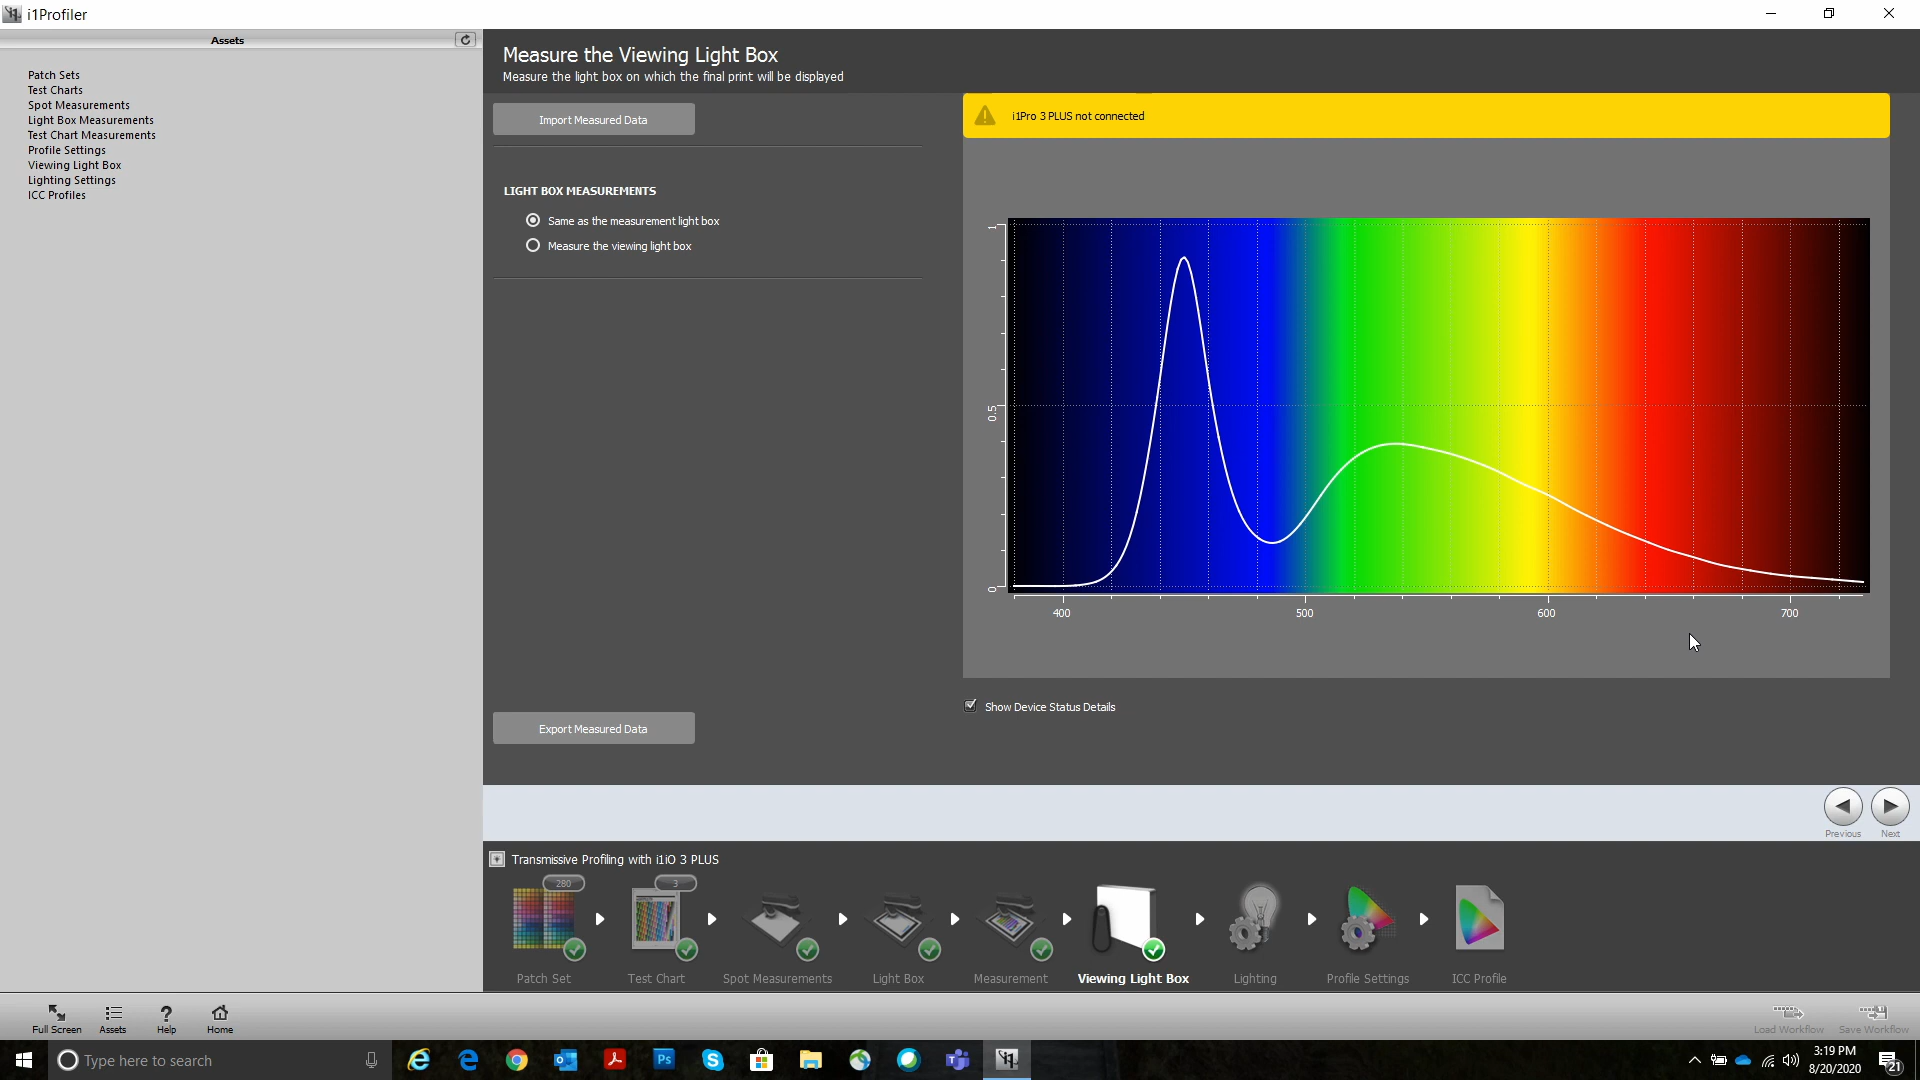 i1Profiler
Assets
Patch Sets
Test Charts
Spot Measurements
Light Box Measurements
Test Chart Measurements
Profile Settings
Viewing Light Box
Lighting Settings
ICC Profiles
Measure the Viewing Light Box
Measure the light box on which the final print will be displayed
Import Measured Data
LIGHT BOX MEASUREMENTS
Same as the measurement light box
Measure the viewing light box
Export Measured Data
i1Pro 3 PLUS not connected
1
0.5
0
400 500 600 700
Show Device Status Details
Previous Next
Transmissive Profiling with i1iO 3 PLUS
280 3
Patch Set Test Chart Spot Measurements Light Box Measurement Viewing Light Box Lighting Profile Settings ICC Profile
Full Screen Assets Help Home Load Workflow Save Workflow
Type here to search
3:19 PM
8/20/2020
21